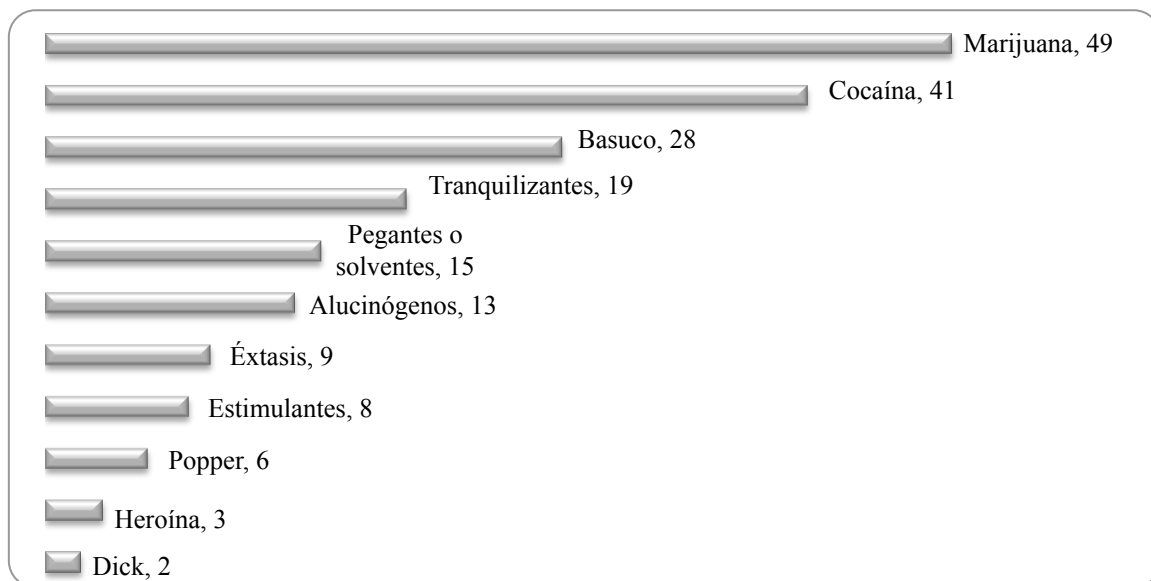 Marijuana, 49
Cocaína, 41
Basuco, 28
Tranquilizantes, 19
Pegantes o
solventes, 15
Alucinógenos, 13
Éxtasis, 9
Estimulantes, 8
Popper, 6
Heroína, 3
Dick, 2